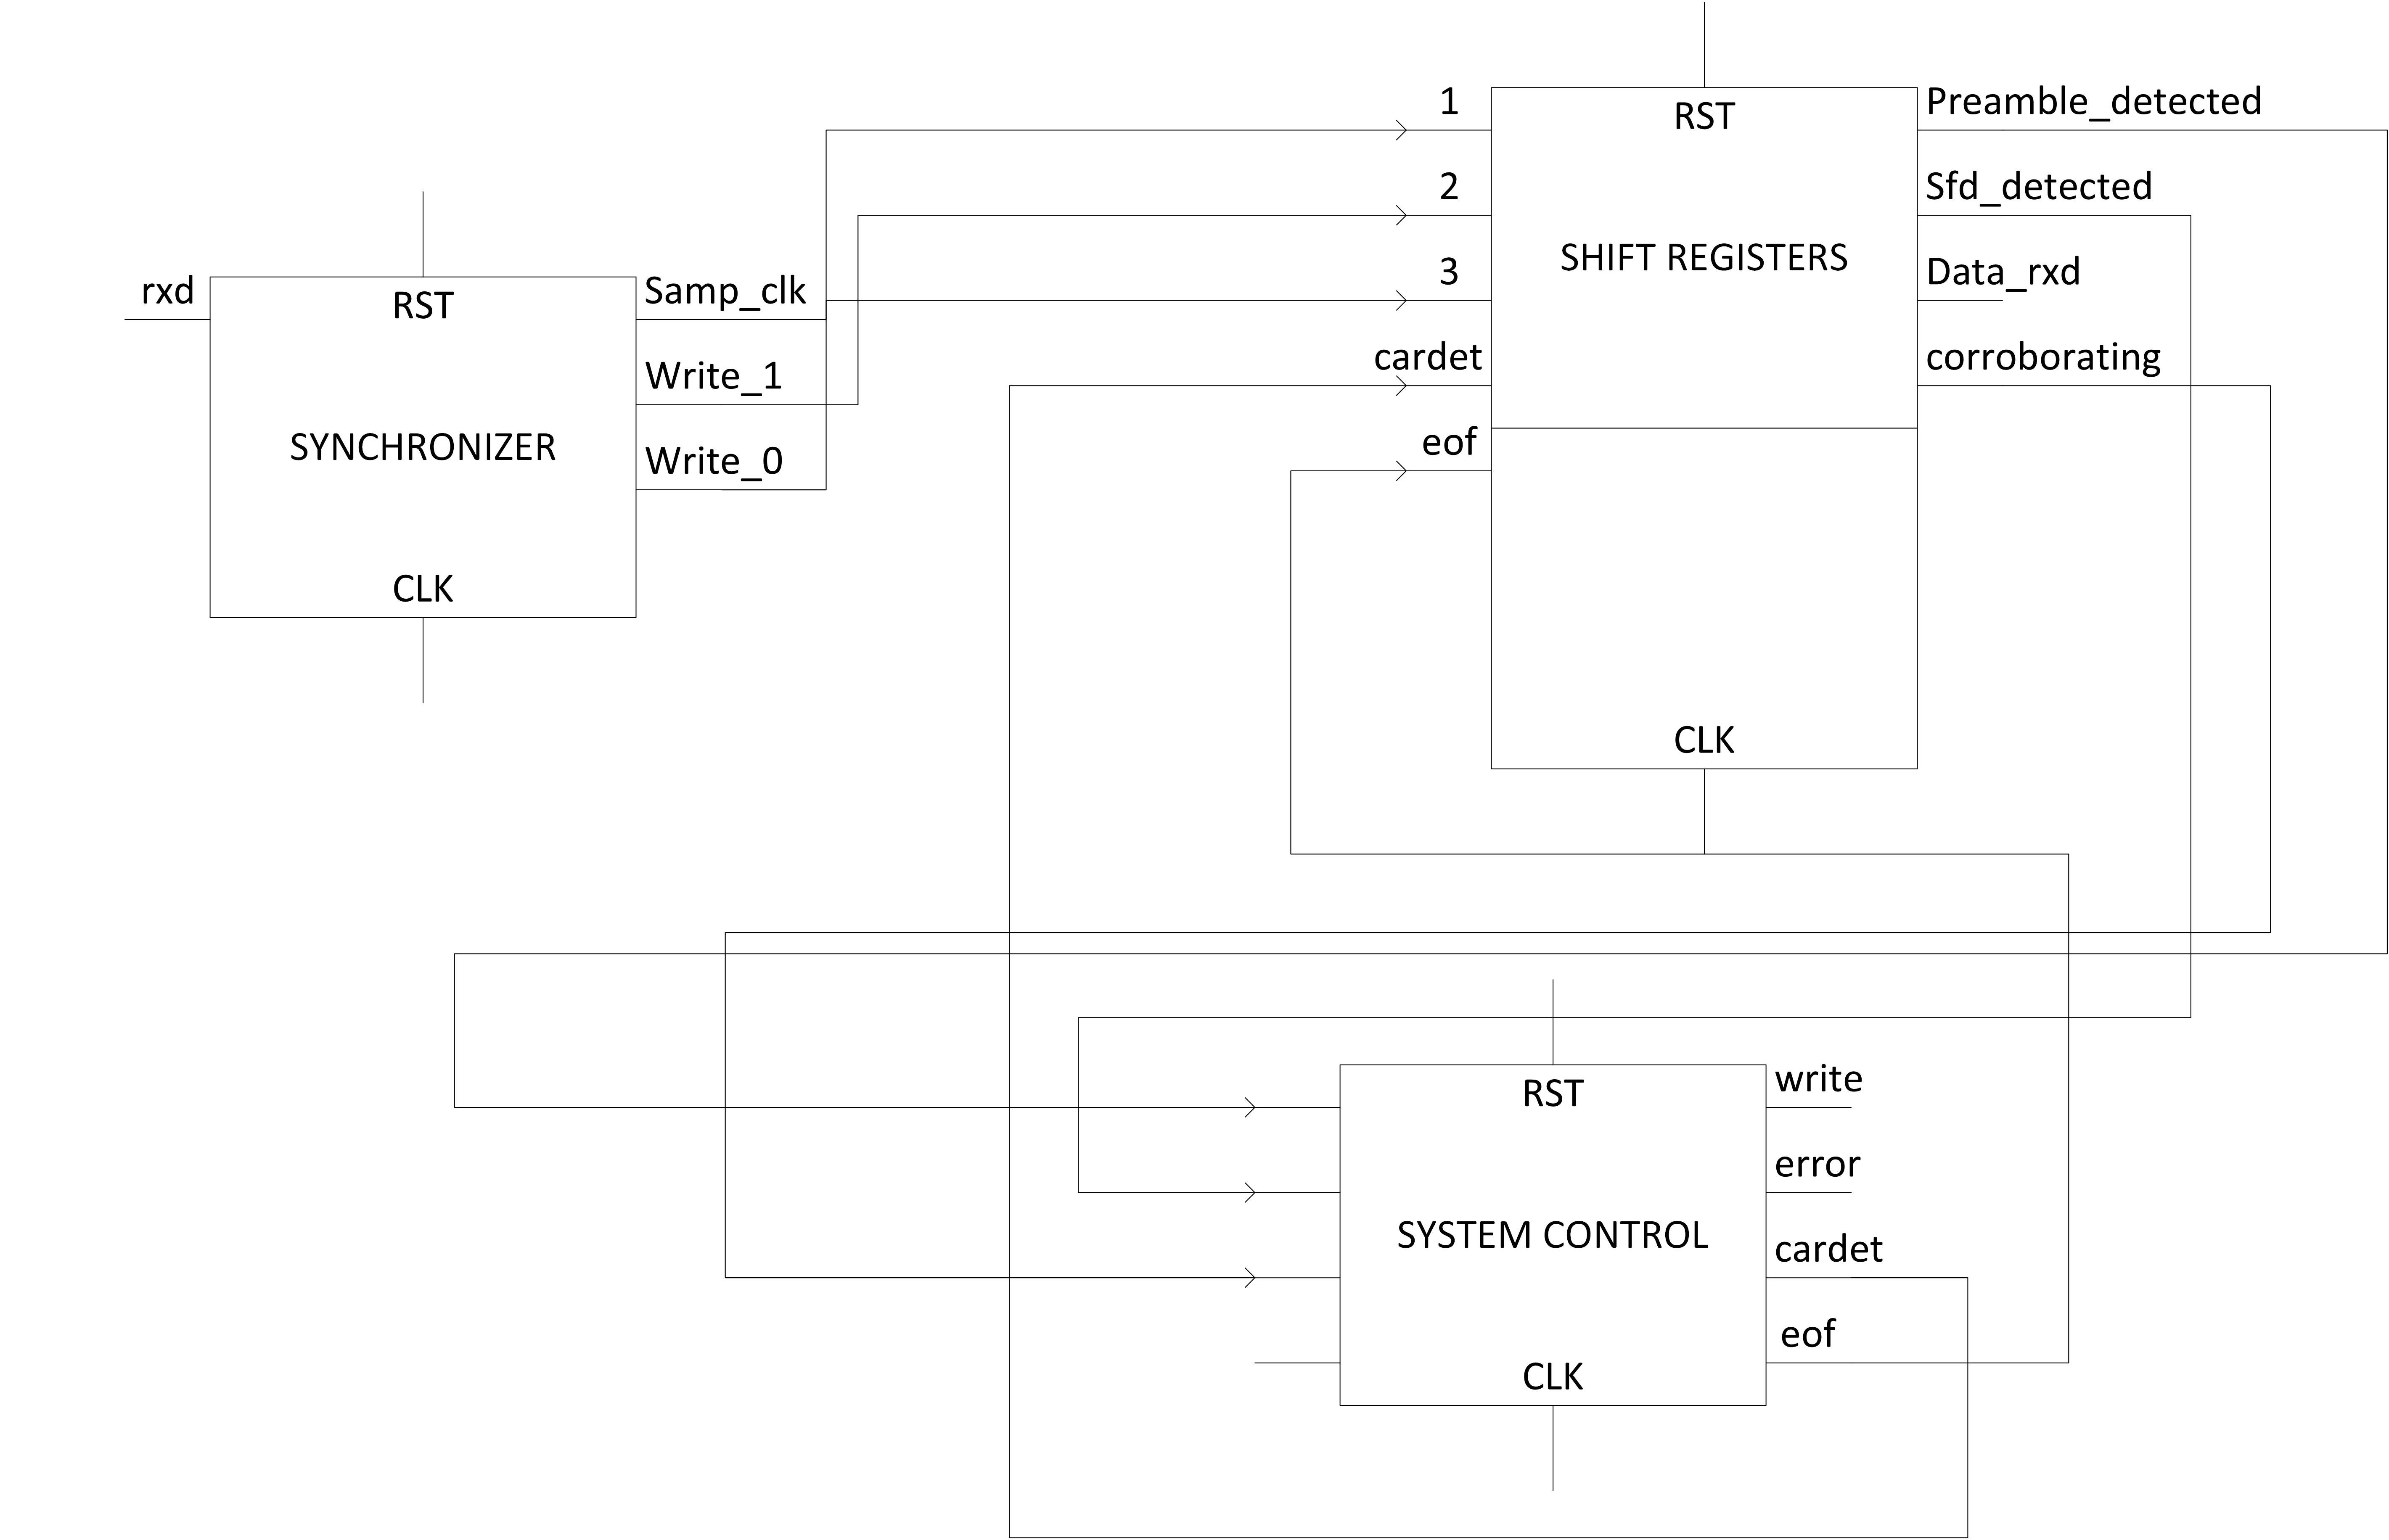 rxd
RST
SYNCHRONIZER
CLK
Samp_clk
Write_1
Write_0
1
2
3
cardet
eof
RST
SHIFT REGISTERS
CLK
Preamble_detected
Sfd_detected
Data_rxd
corroborating
RST
SYSTEM CONTROL
CLK
write
error
cardet
eof